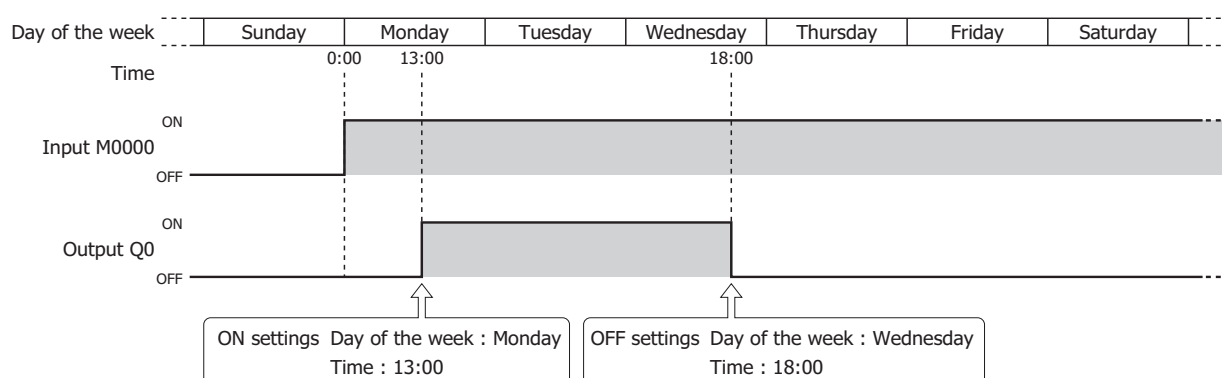 Day of the week Sunday Monday Tuesday Wednesday Thursday Friday Saturday
Time 0:00 13:00 18:00
ON
Input M0000
OFF
ON
Output Q0
OFF
ON settings Day of the week : Monday
Time : 13:00
OFF settings Day of the week : Wednesday
Time : 18:00